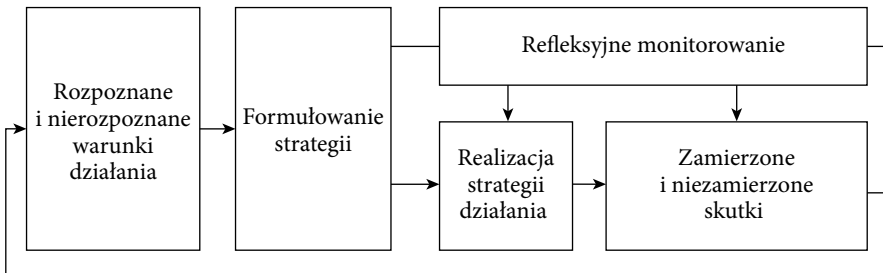 Rozpoznane
i nierozpoznane
warunki
działania
Formułowanie
strategii
Refleksyjne monitorowanie
Realizacja
strategii
działania
Zamierzone
i niezamierzone
skutki